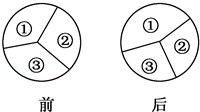 ① ② ③
① ② ③
前 后